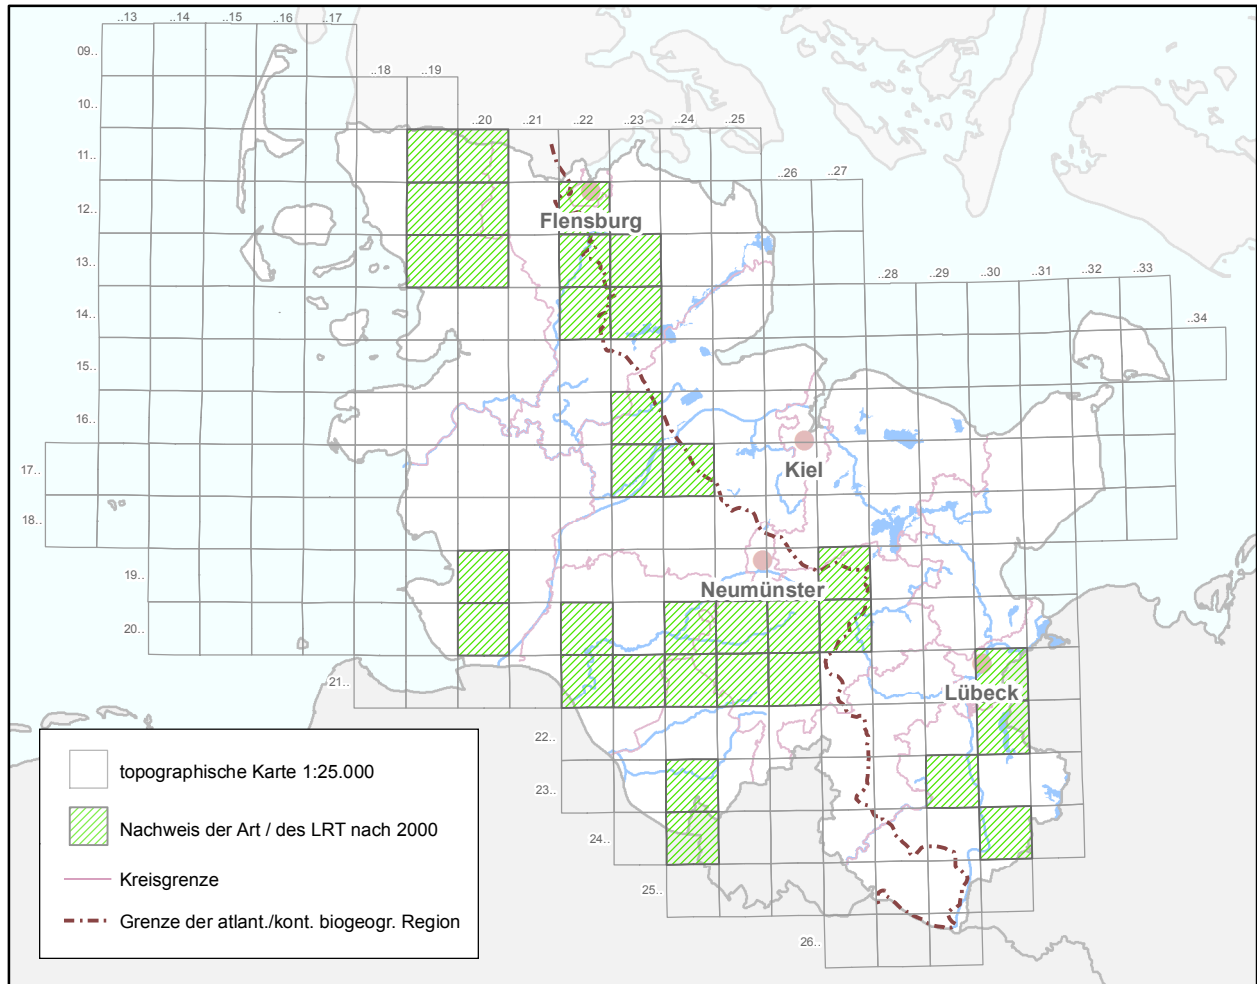 ..13 ..14 ..15 ..16 ..17
09..
..18 ..19
10..
..20 ..21 ..22 ..23 ..24 ..25
11..
..26 ..27
12..
Flensburg
13..
..28 ..29 ..30 ..31 ..32 ..33
14..
..34
15..
16..
Kiel
17..
18..
19..
Neumünster
20..
21..
Lübeck
22..
23..
24..
25..
26..
topographische Karte 1:25.000
Nachweis der Art / des LRT nach 2000
Kreisgrenze
Grenze der atlant./kont. biogeogr. Region